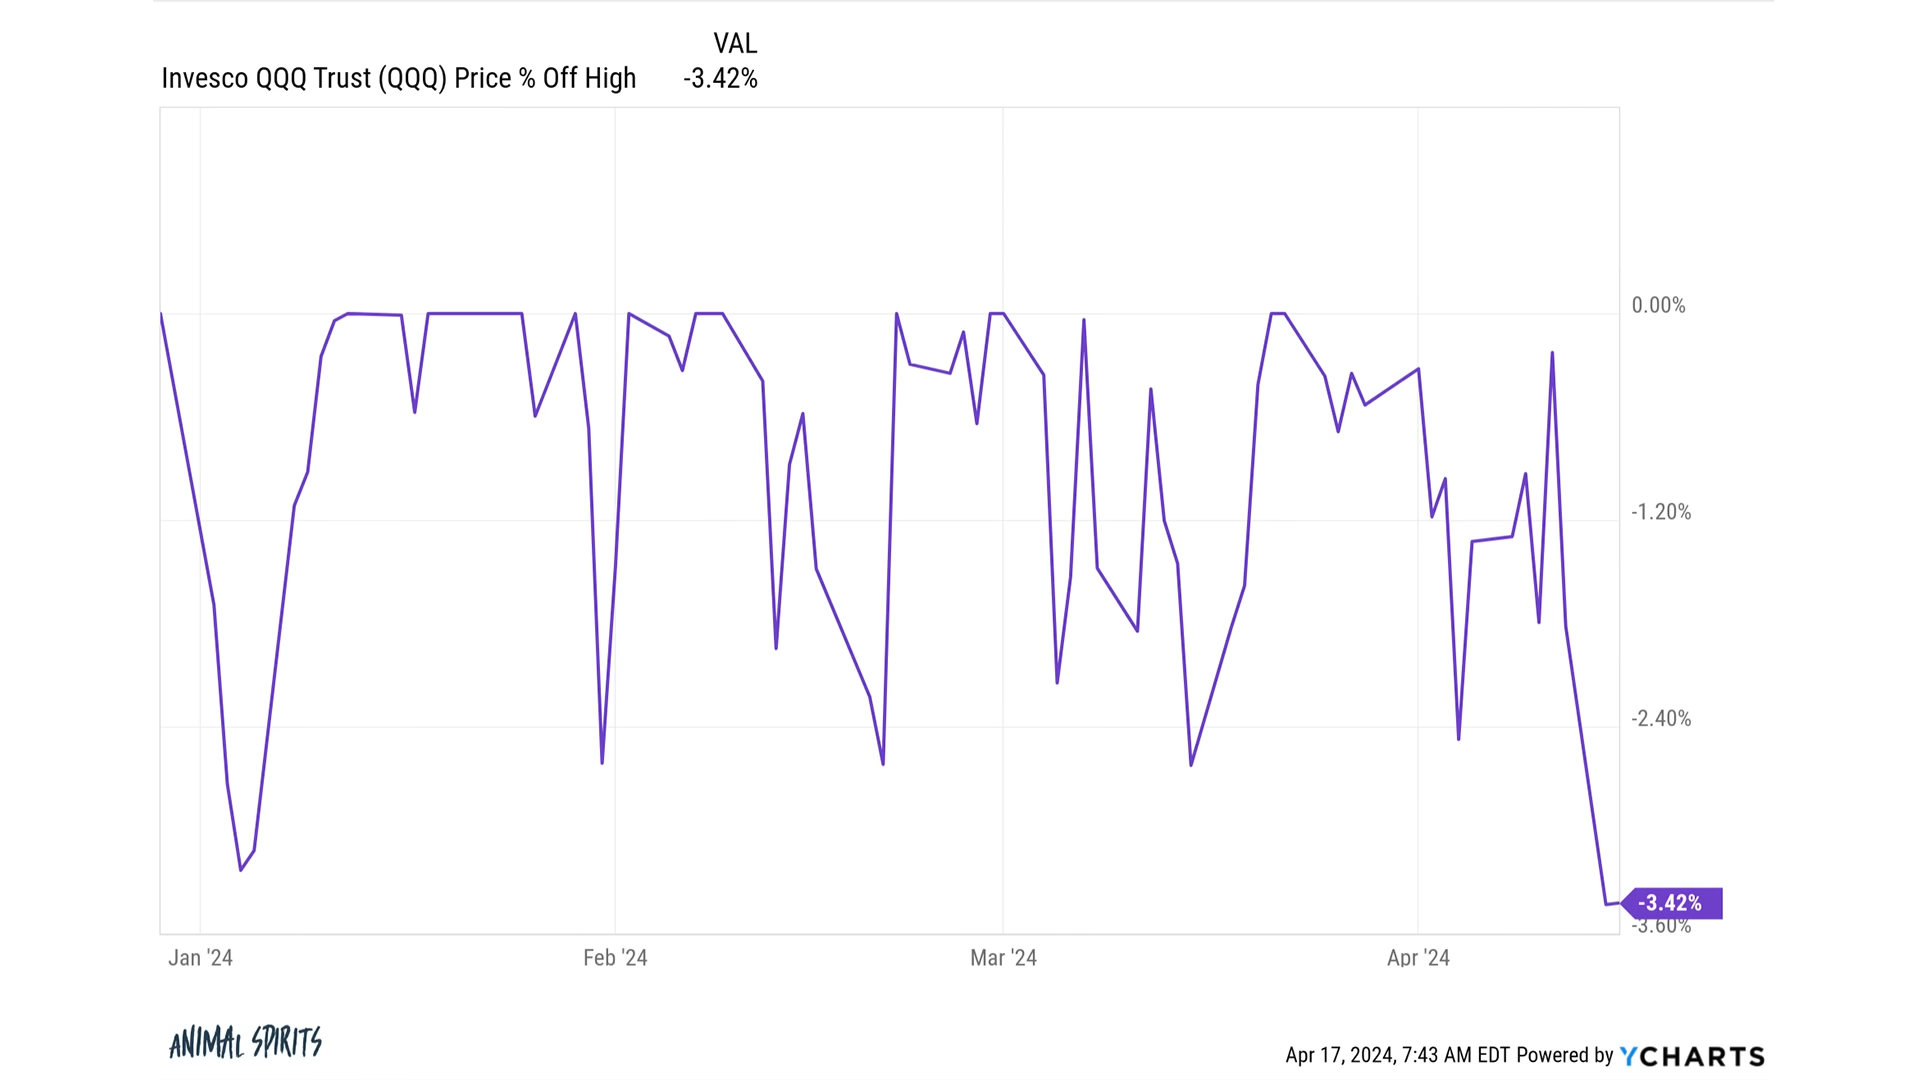 VAL
Invesco QQQ Trust (QQQ) Price % Off High -3.42%
0.00%
-1.20%
-2.40%
-3.42%
-3.60%
Jan '24 Feb '24 Mar '24 Apr '24
ANIMAL SPIRITS
Apr 17, 2024, 7:43 AM EDT Powered by YCHARTS